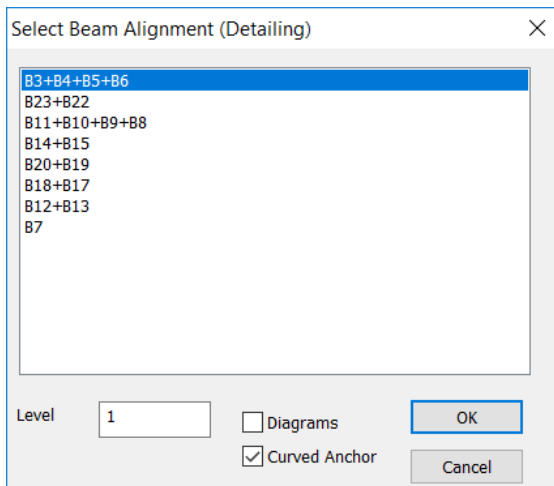 Select Beam Alignment (Detailing)
B3+B4+B5+B6
B23+B22
B11+B10+B9+B8
B14+B15
B20+B19
B18+B17
B12+B13
B7
Level
1
Diagrams
OK
Curved Anchor
Cancel